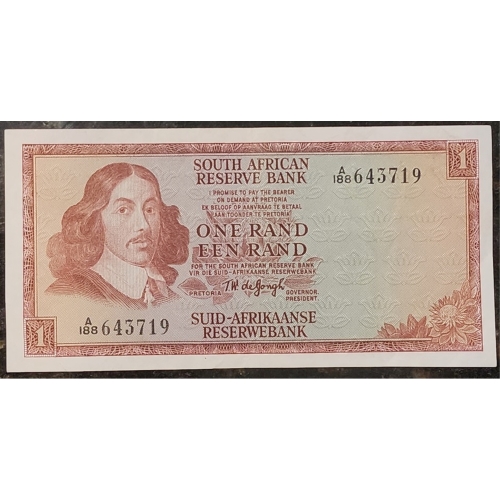 SOUTH AFRICAN
RESERVE BANK
1
A/188 643719
I PROMISE TO PAY THE BEARER
ON DEMAND AT PRETORIA
EK BELOOF OP AANVRAAG TE BETAAL
AAN TOONDER TE PRETORIA
ONE RAND
EEN RAND
FOR THE SOUTH AFRICAN RESERVE BANK
VIR DIE SUID-AFRIKAANSE RESERWEBANK
PRETORIA TW de Jongh GOVERNOR.
PRESIDENT.
A/188 643719
SUID-AFRIKAANSE
RESERWEBANK
1